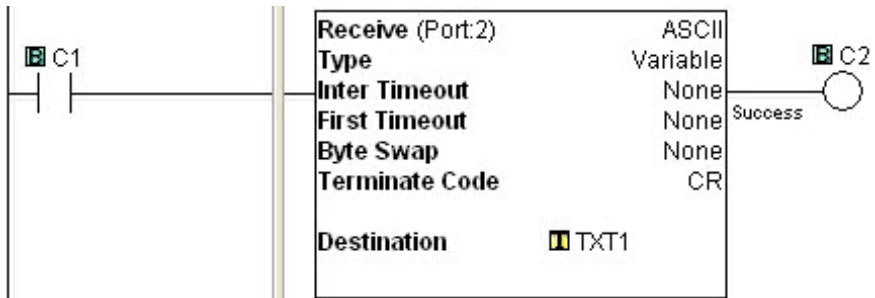 Receive (Port:2) ASCII
B C1
Type Variable
B C2
Inter Timeout None
Success
First Timeout None
Byte Swap None
Terminate Code CR
Destination T TXT1